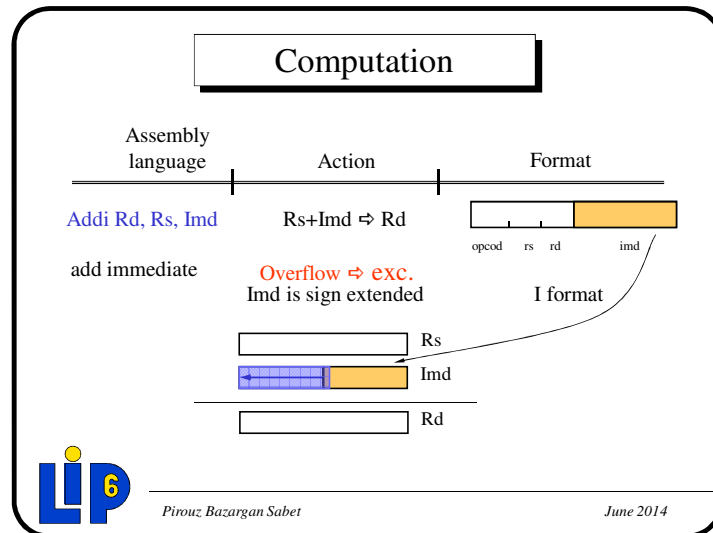 Computation
Assembly
language
Action
Format
Addi Rd, Rs, Imd
Rs+Imd ⇨ Rd
opcod rs rd imd
add immediate
Overflow ⇨ exc.
Imd is sign extended
I format
Rs
Imd
Rd
LIP6
Pirouz Bazargan Sabet
June 2014